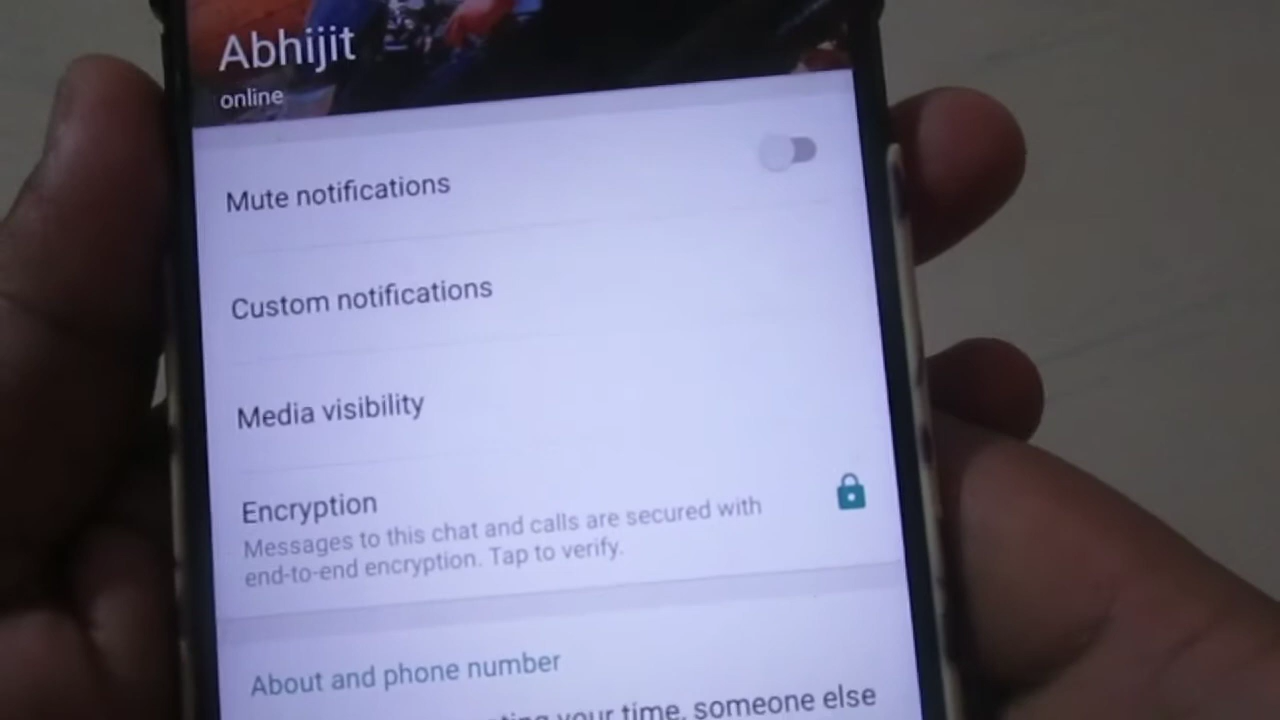 Abhijit
online
Mute notifications
Custom notifications
Media visibility
Encryption
Messages to this chat and calls are secured with
end-to-end encryption. Tap to verify.
About and phone number
your time, someone else